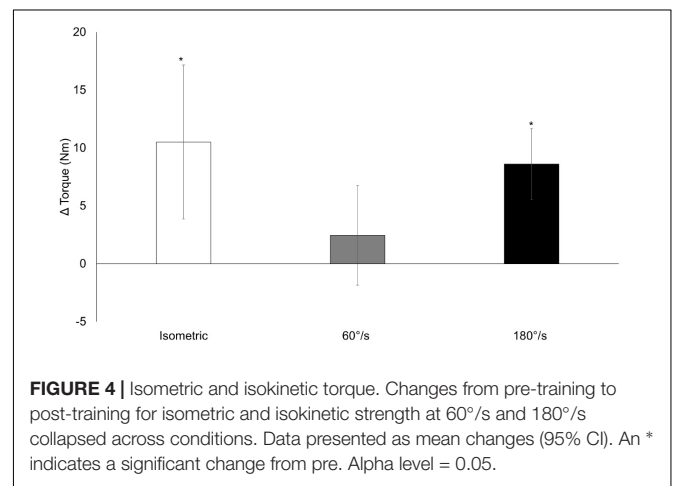 20
*
15
*
10
Δ Torque (Nm)
5
0
-5
Isometric 60°/s 180°/s
FIGURE 4 | Isometric and isokinetic torque. Changes from pre-training to
post-training for isometric and isokinetic strength at 60°/s and 180°/s
collapsed across conditions. Data presented as mean changes (95% CI). An *
indicates a significant change from pre. Alpha level = 0.05.